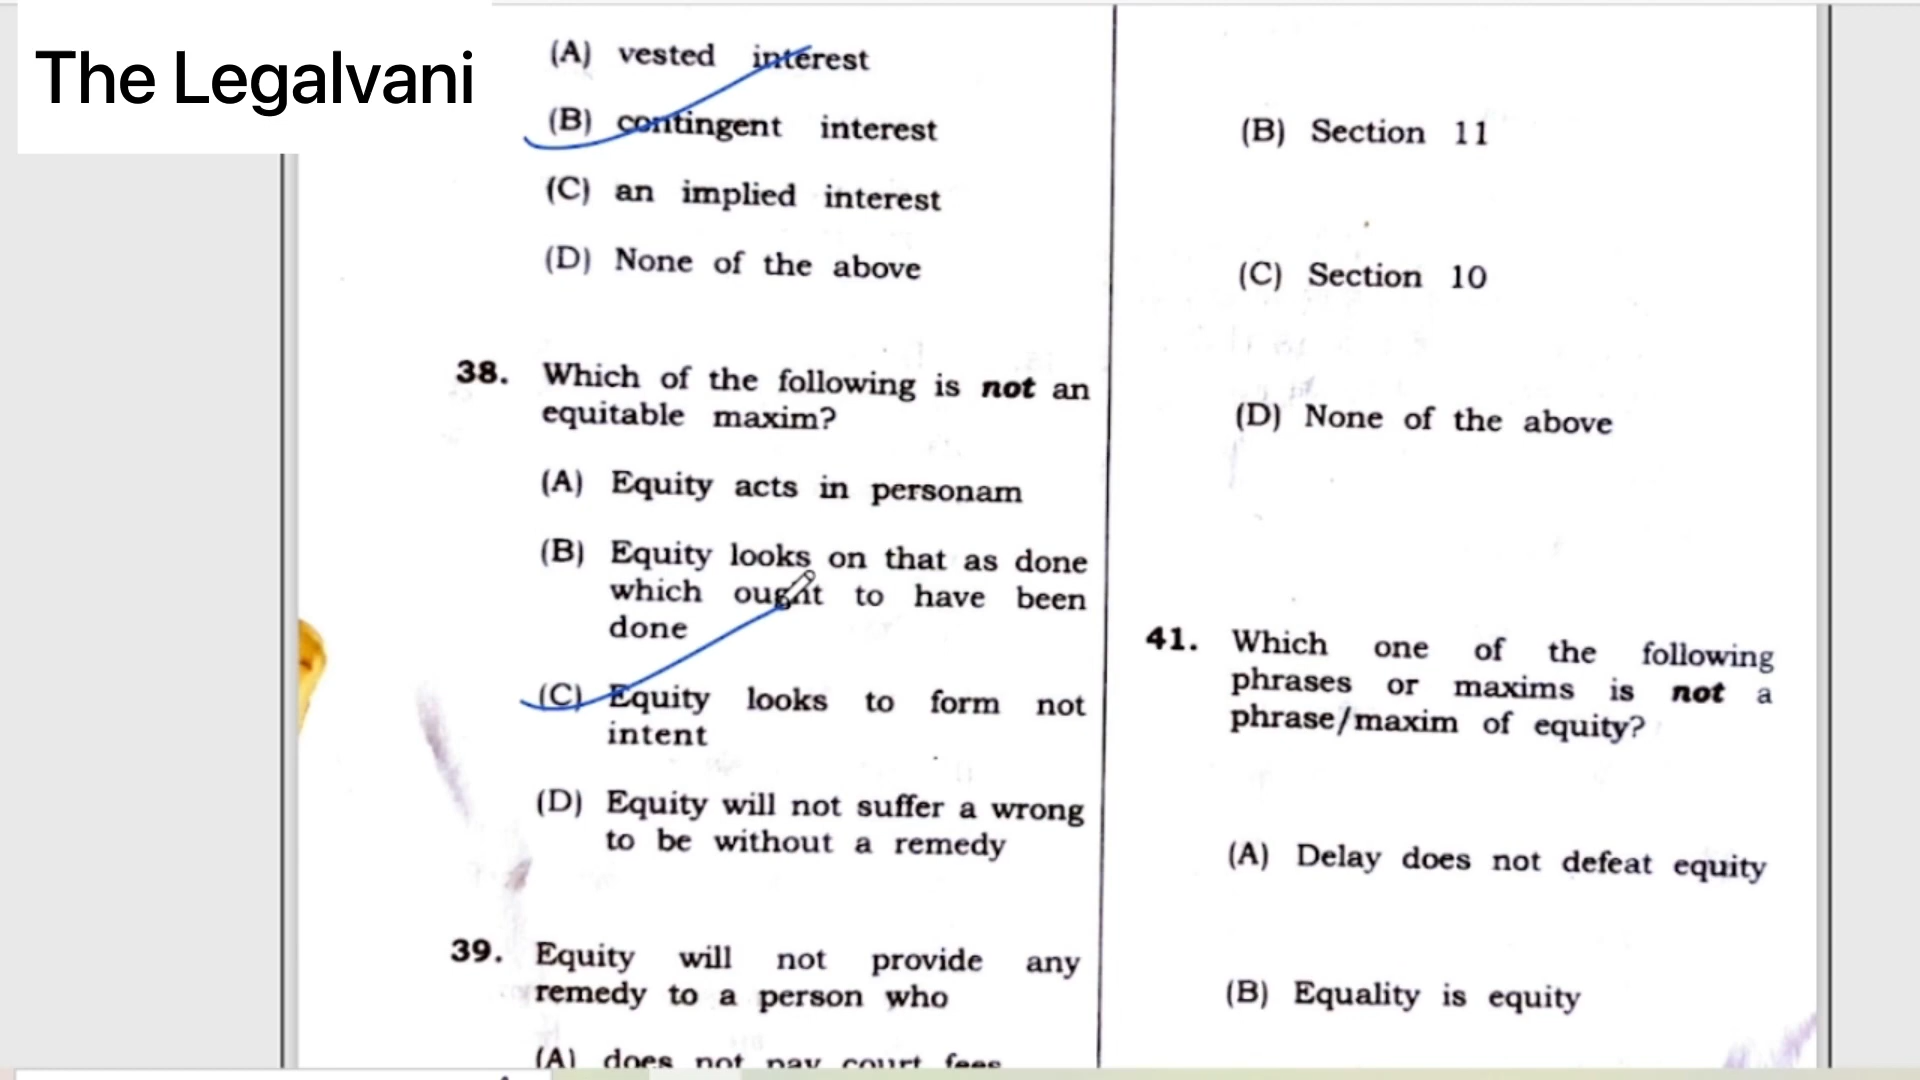 The Legalvani
(A) vested interest
(B) contingent interest
(C) an implied interest
(D) None of the above
38. Which of the following is not an
equitable maxim?
(A) Equity acts in personam
(B) Equity looks on that as done
which ought to have been
done
(C) Equity looks to form not
intent
(D) Equity will not suffer a wrong
to be without a remedy
39. Equity will not provide any
remedy to a person who
(A) does not pay court fees
(B) Section 11
(C) Section 10
(D) None of the above
41. Which one of the following
phrases or maxims is not a
phrase/maxim of equity?
(A) Delay does not defeat equity
(B) Equality is equity